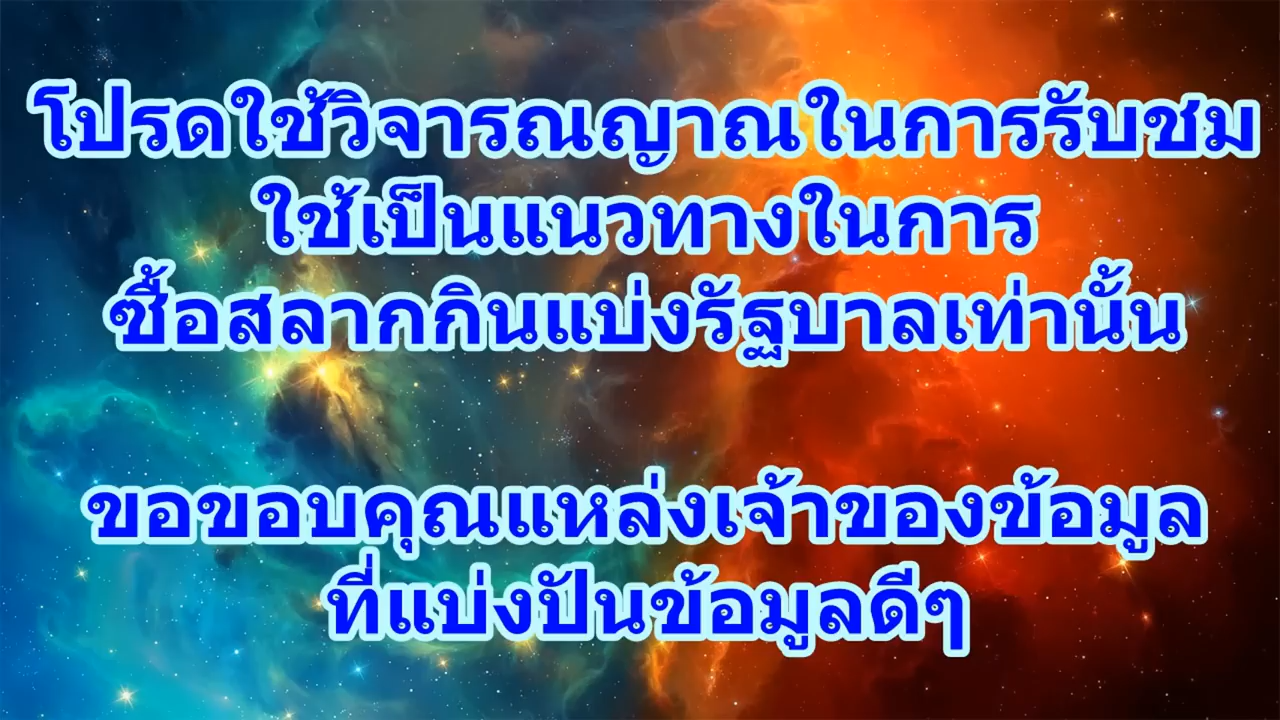 โปรดใช้วิจารณญาณในการรับชม
ใช้เป็นแนวทางในการ
ซื้อสลากกินแบ่งรัฐบาลเท่านั้น
ขอขอบคุณแหล่งเจ้าของข้อมูล
ที่แบ่งปันข้อมูลดีๆ